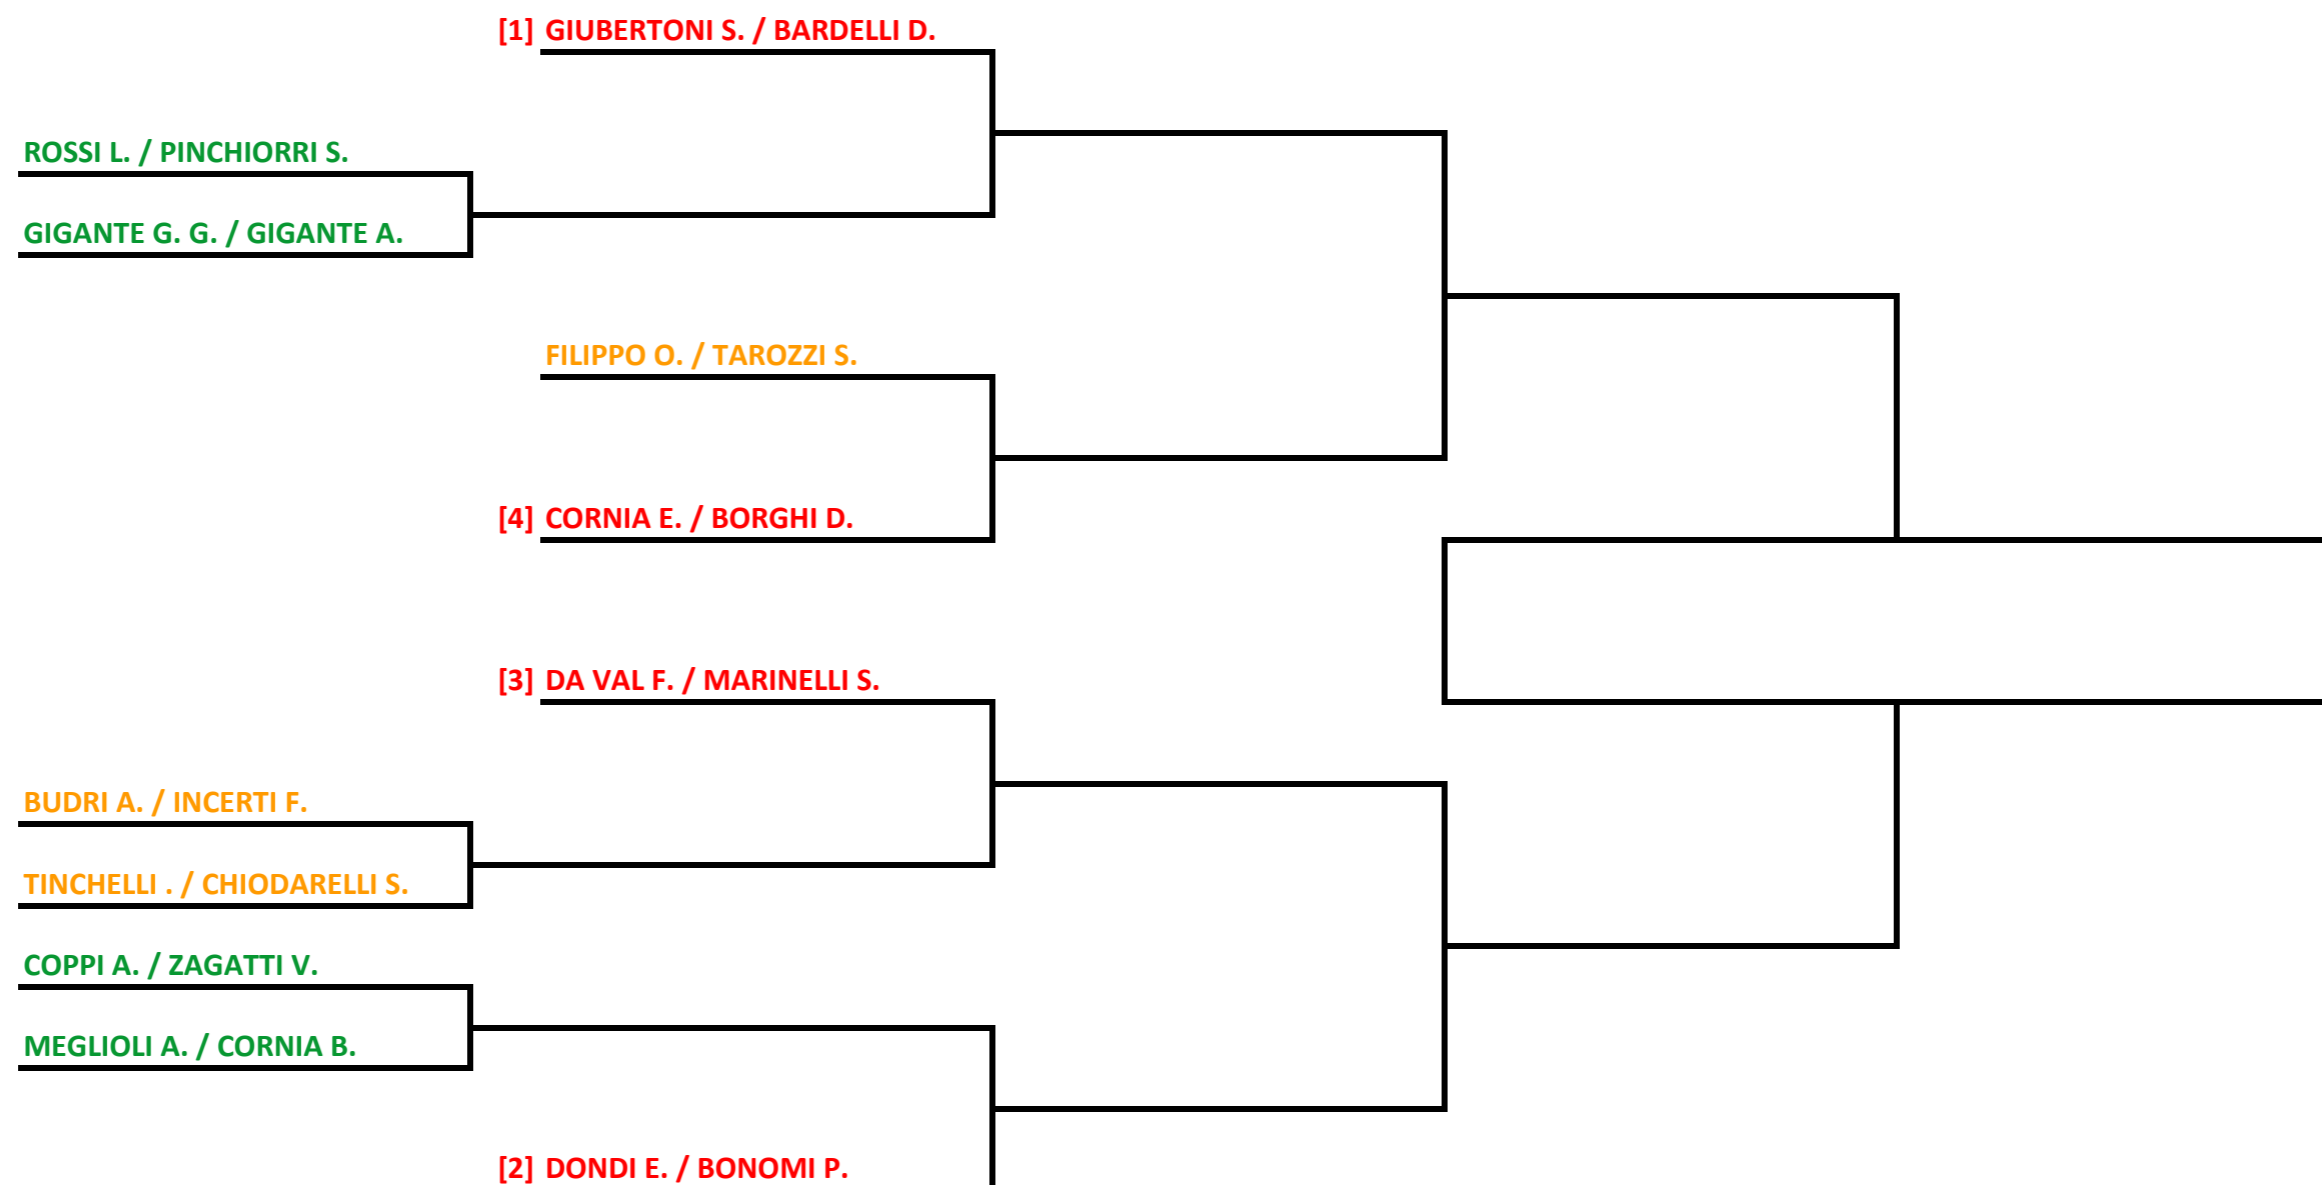 [1] GIUBERTONI S. / BARDELLI D.
ROSSI L. / PINCHIORRI S.
GIGANTE G. G. / GIGANTE A.
FILIPPO O. / TAROZZI S.
[4] CORNIA E. / BORGHI D.
[3] DA VAL F. / MARINELLI S.
BUDRI A. / INCERTI F.
TINCHELLI . / CHIODARELLI S.
COPPI A. / ZAGATTI V.
MEGLIOLI A. / CORNIA B.
[2] DONDI E. / BONOMI P.